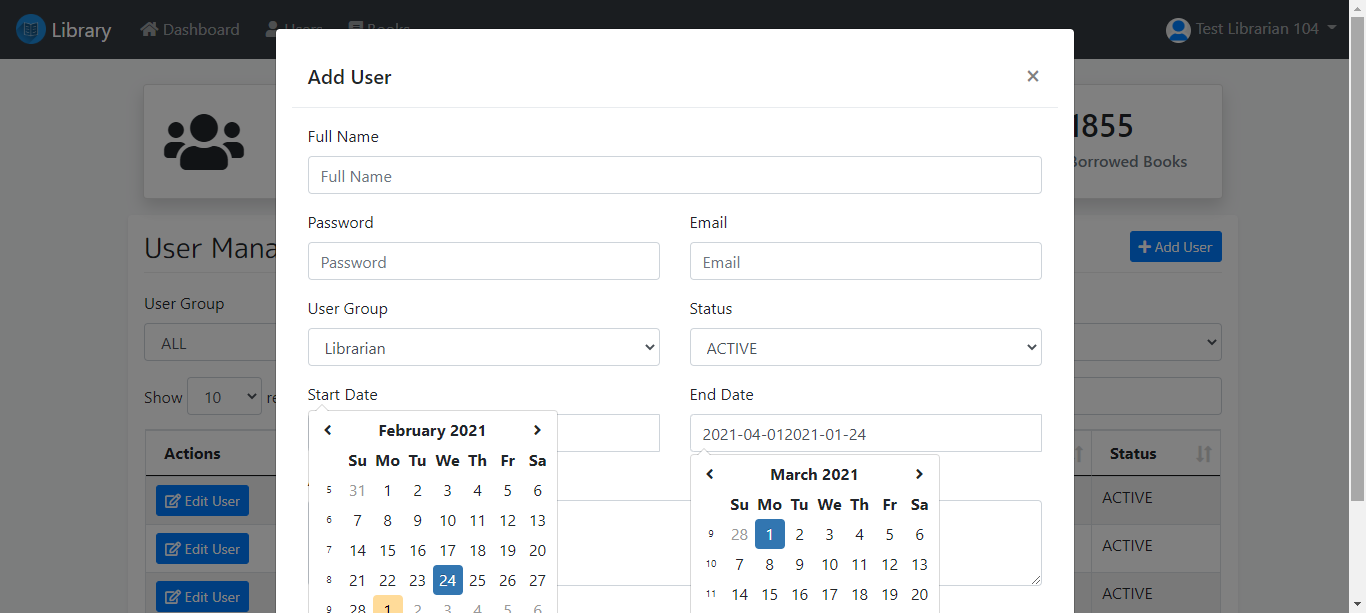 Library Dashboard Users Books Test Librarian 104
Add User ×
Full Name
1855
Full Name
Borrowed Books
Password Email
User Mana
Add User
Password Email
User Group
User Group Status
ALL
Librarian ACTIVE
Show 10 re
Start Date End Date
2021-04-012021-01-24
February 2021
Actions
Status
Su Mo Tu We Th Fr Sa
March 2021
5 31 1 2 3 4 5 6
Edit User
ACTIVE
Su Mo Tu We Th Fr Sa
6 7 8 9 10 11 12 13
9 28 1 2 3 4 5 6
7 14 15 16 17 18 19 20
Edit User
ACTIVE
10 7 8 9 10 11 12 13
8 21 22 23 24 25 26 27
Edit User
11 14 15 16 17 18 19 20
ACTIVE
9 28 1 2 3 4 5 6